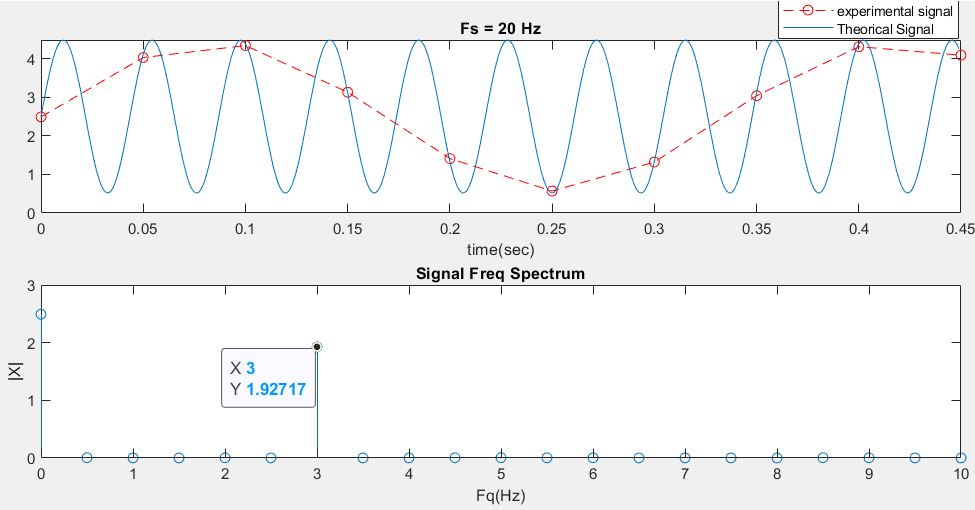 experimental signal
Theorical Signal
Fs = 20 Hz
4
3
2
1
0
0 0.05 0.1 0.15 0.2 0.25 0.3 0.35 0.4 0.45
time(sec)
Signal Freq Spectrum
3
2
1
0
|X|
X 3
Y 1.92717
0 1 2 3 4 5 6 7 8 9 10
Fq(Hz)